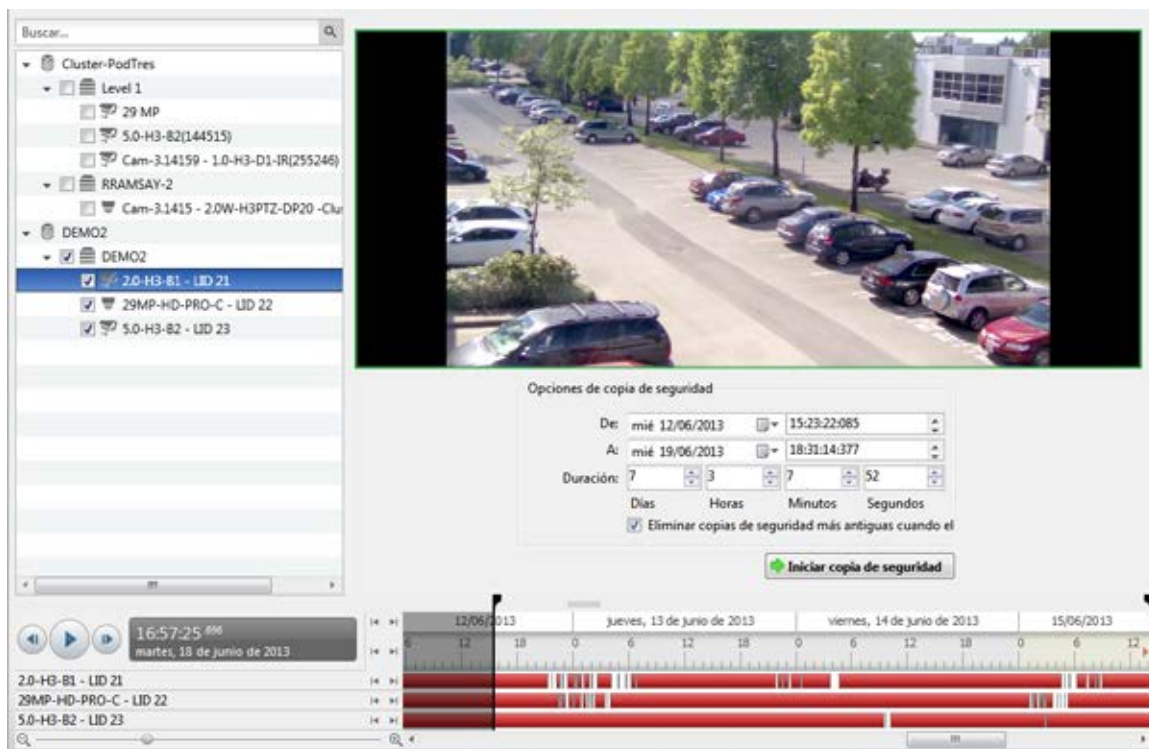 Buscar...
Cluster-PodTres
Level 1
29 MP
5.0-H3-B2(144515)
Cam-3.14159 - 1.0-H3-D1-IR(255246)
RRAMSAY-2
Cam-3.1415 - 2.0W-H3PTZ-DP20 -Clu
DEMO2
DEMO2
2.0-H3-B1 - LID 21
29MP-HD-PRO-C - LID 22
5.0-H3-B2 - LID 23
Opciones de copia de seguridad
De: mié 12/06/2013 15:23:22:085
A: mié 19/06/2013 18:31:14:377
Duración: 7 3 7 52
Días Horas Minutos Segundos
Eliminar copias de seguridad más antiguas cuando el
Iniciar copia de seguridad
16:57:25.696
martes, 18 de junio de 2013
12/06/2013 jueves, 13 de junio de 2013 viernes, 14 de junio de 2013 15/06/2013
6 12 18 0 6 12 18 0 6 12 18 0 6 12
2.0-H3-B1 - LID 21
29MP-HD-PRO-C - LID 22
5.0-H3-B2 - LID 23